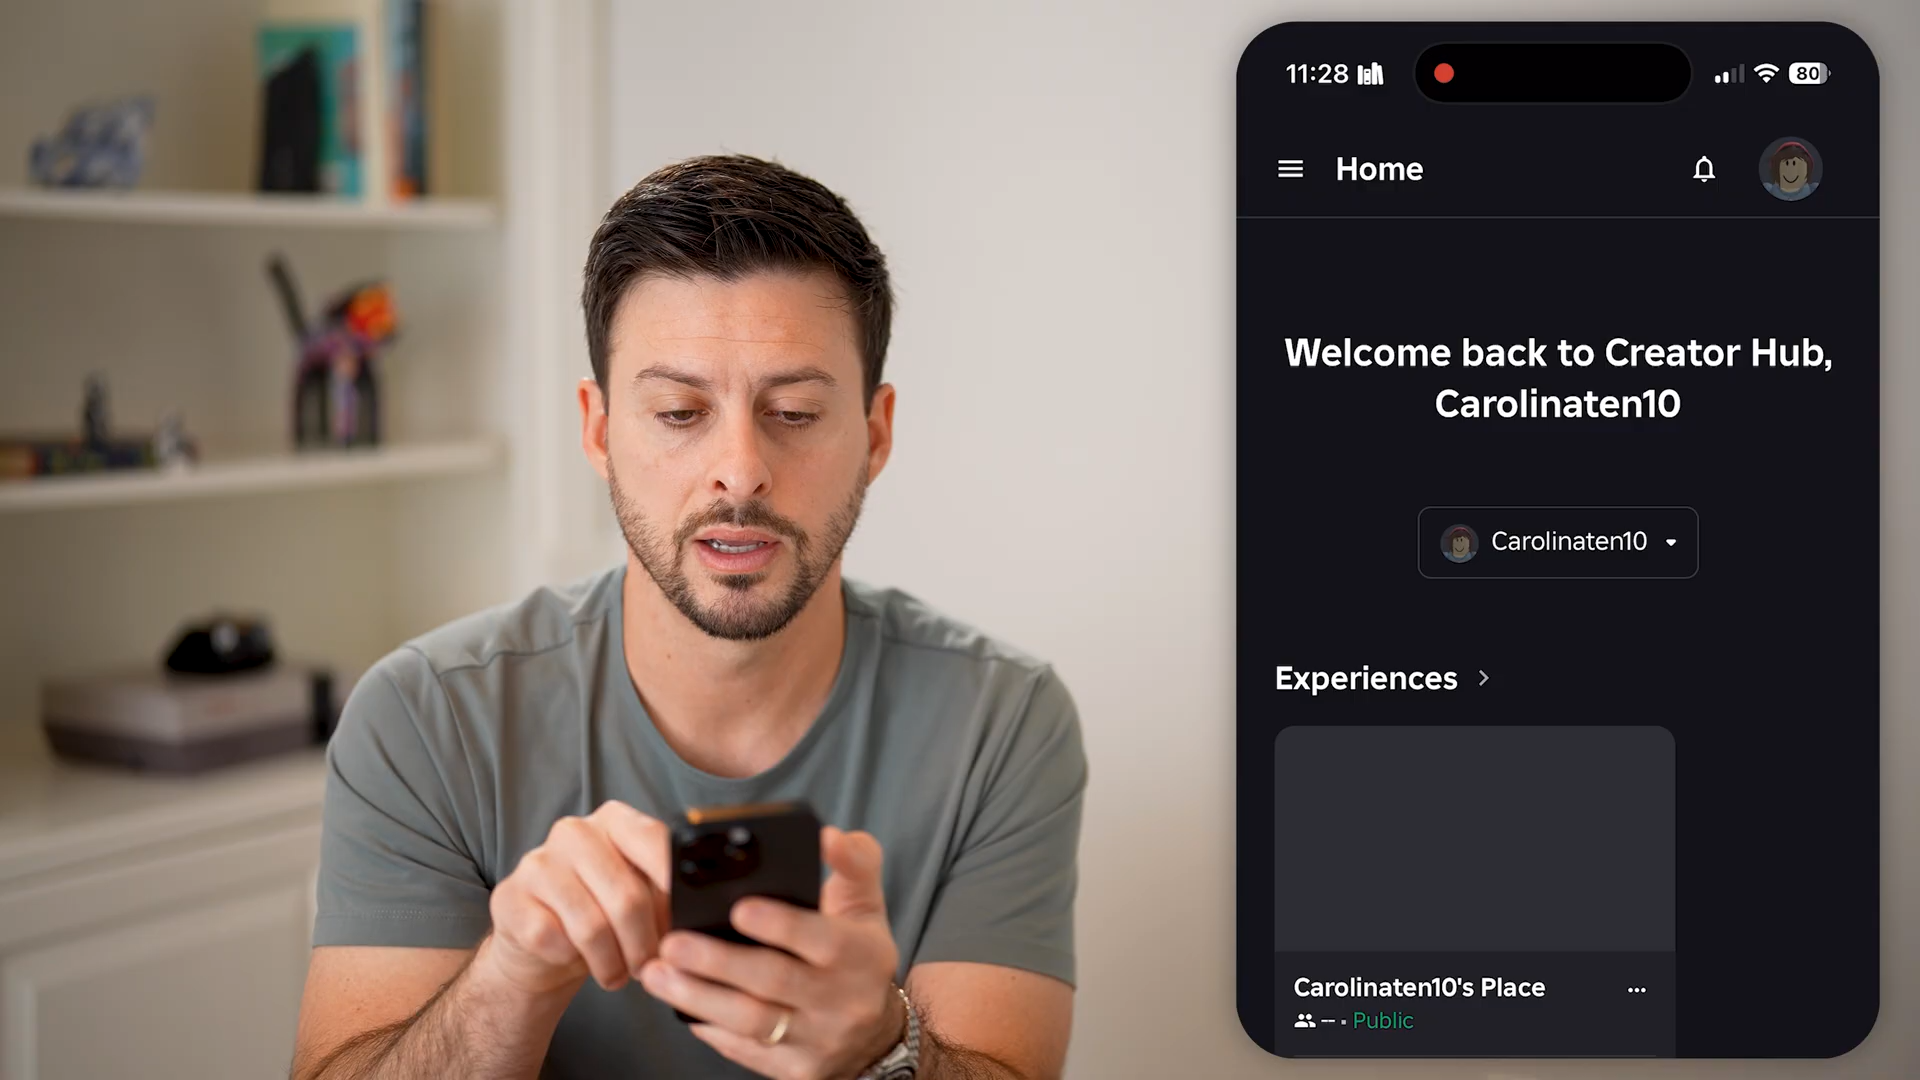 11:28
80
Home
Welcome back to Creator Hub,
Carolinaten10
Carolinaten10
Experiences
Carolinaten10's Place
-- • Public